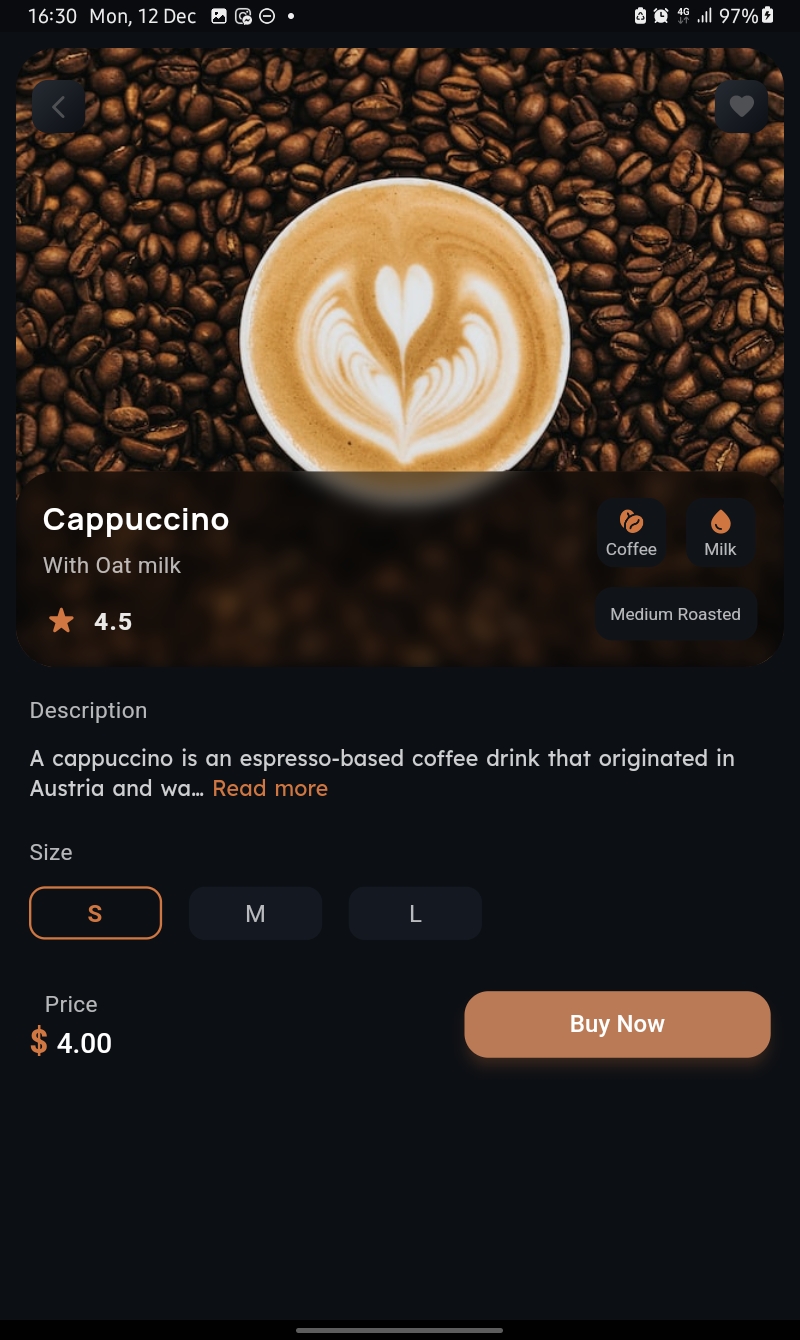 16:30 Mon, 12 Dec 4G 97%
Cappuccino
With Oat milk
4.5
Coffee
Milk
Medium Roasted
Description
A cappuccino is an espresso-based coffee drink that originated in
Austria and wa... Read more
Size
S M L
Price
$ 4.00
Buy Now